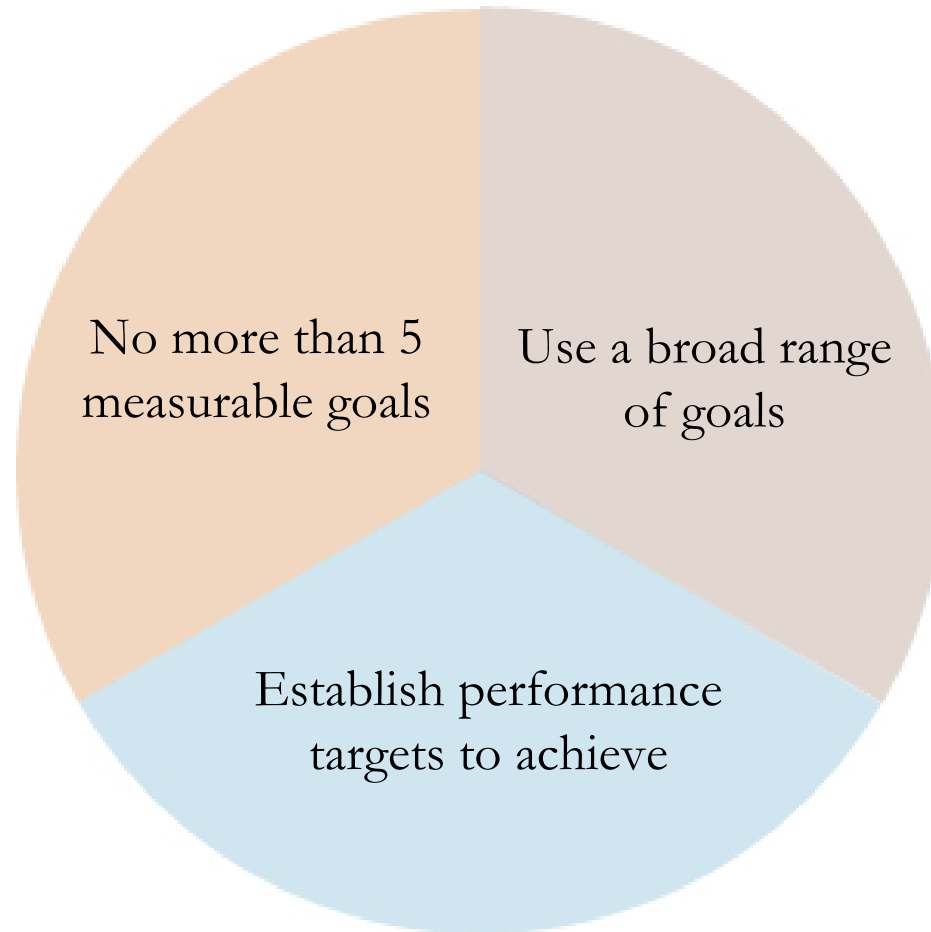 No more than 5
measurable goals
Use a broad range
of goals
Establish performance
targets to achieve